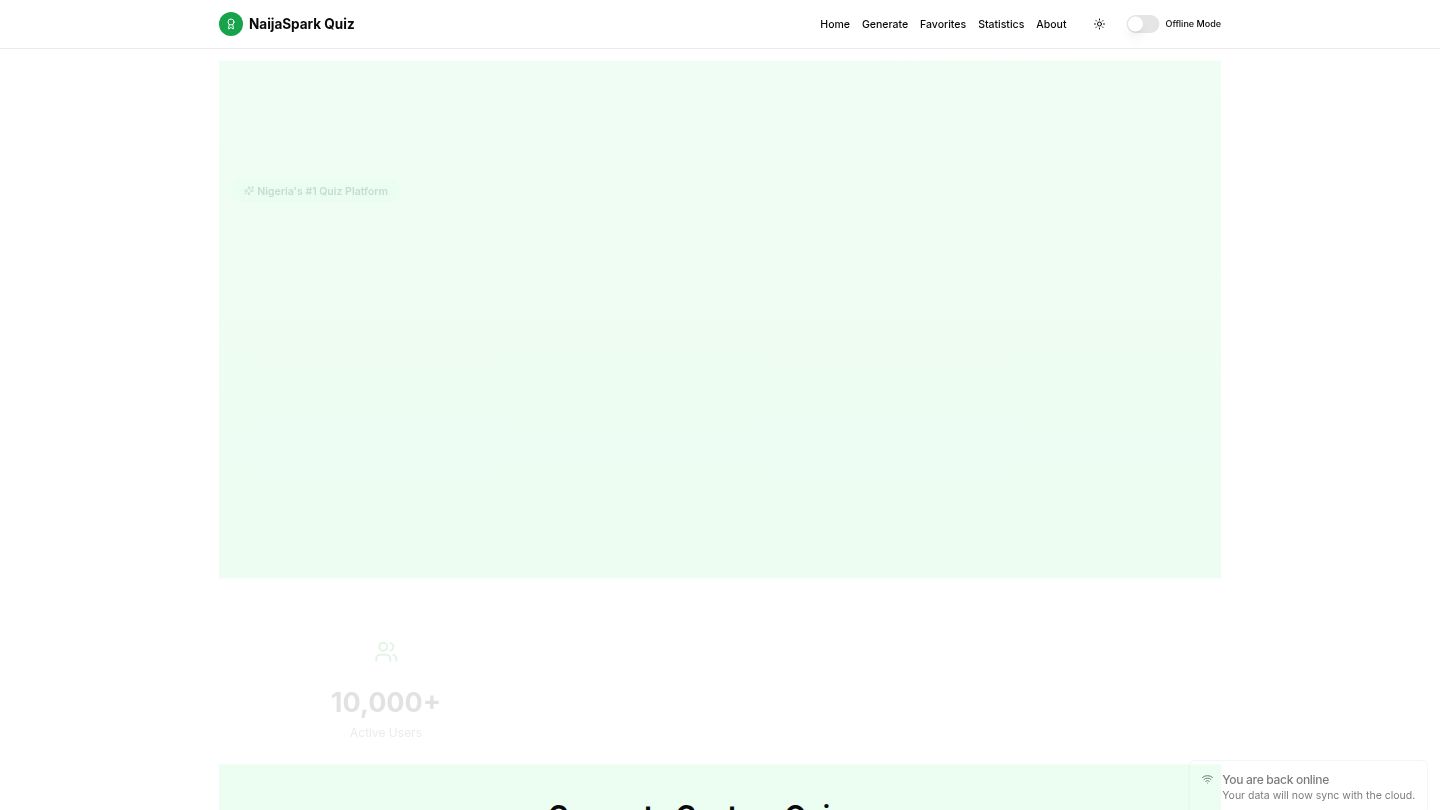 NaijaSpark Quiz
Home Generate Favorites Statistics About
Offline Mode
Nigeria's #1 Quiz Platform
10,000+
Active Users
You are back online
Your data will now sync with the cloud.